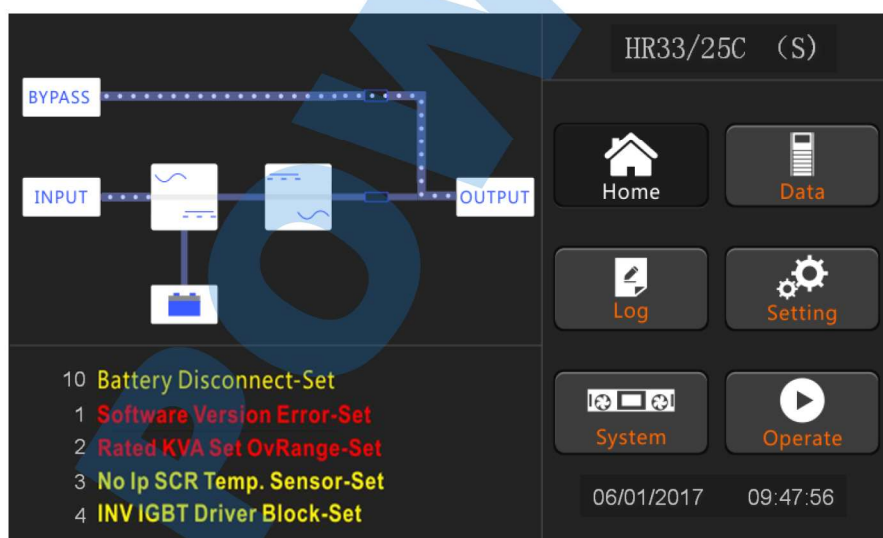 HR33/25C (S)
BYPASS
INPUT
OUTPUT
Home
Data
Log
Setting
System
Operate
10 Battery Disconnect-Set
1 Software Version Error-Set
2 Rated KVA Set OvRange-Set
3 No Ip SCR Temp. Sensor-Set
4 INV IGBT Driver Block-Set
06/01/2017 09:47:56
POW